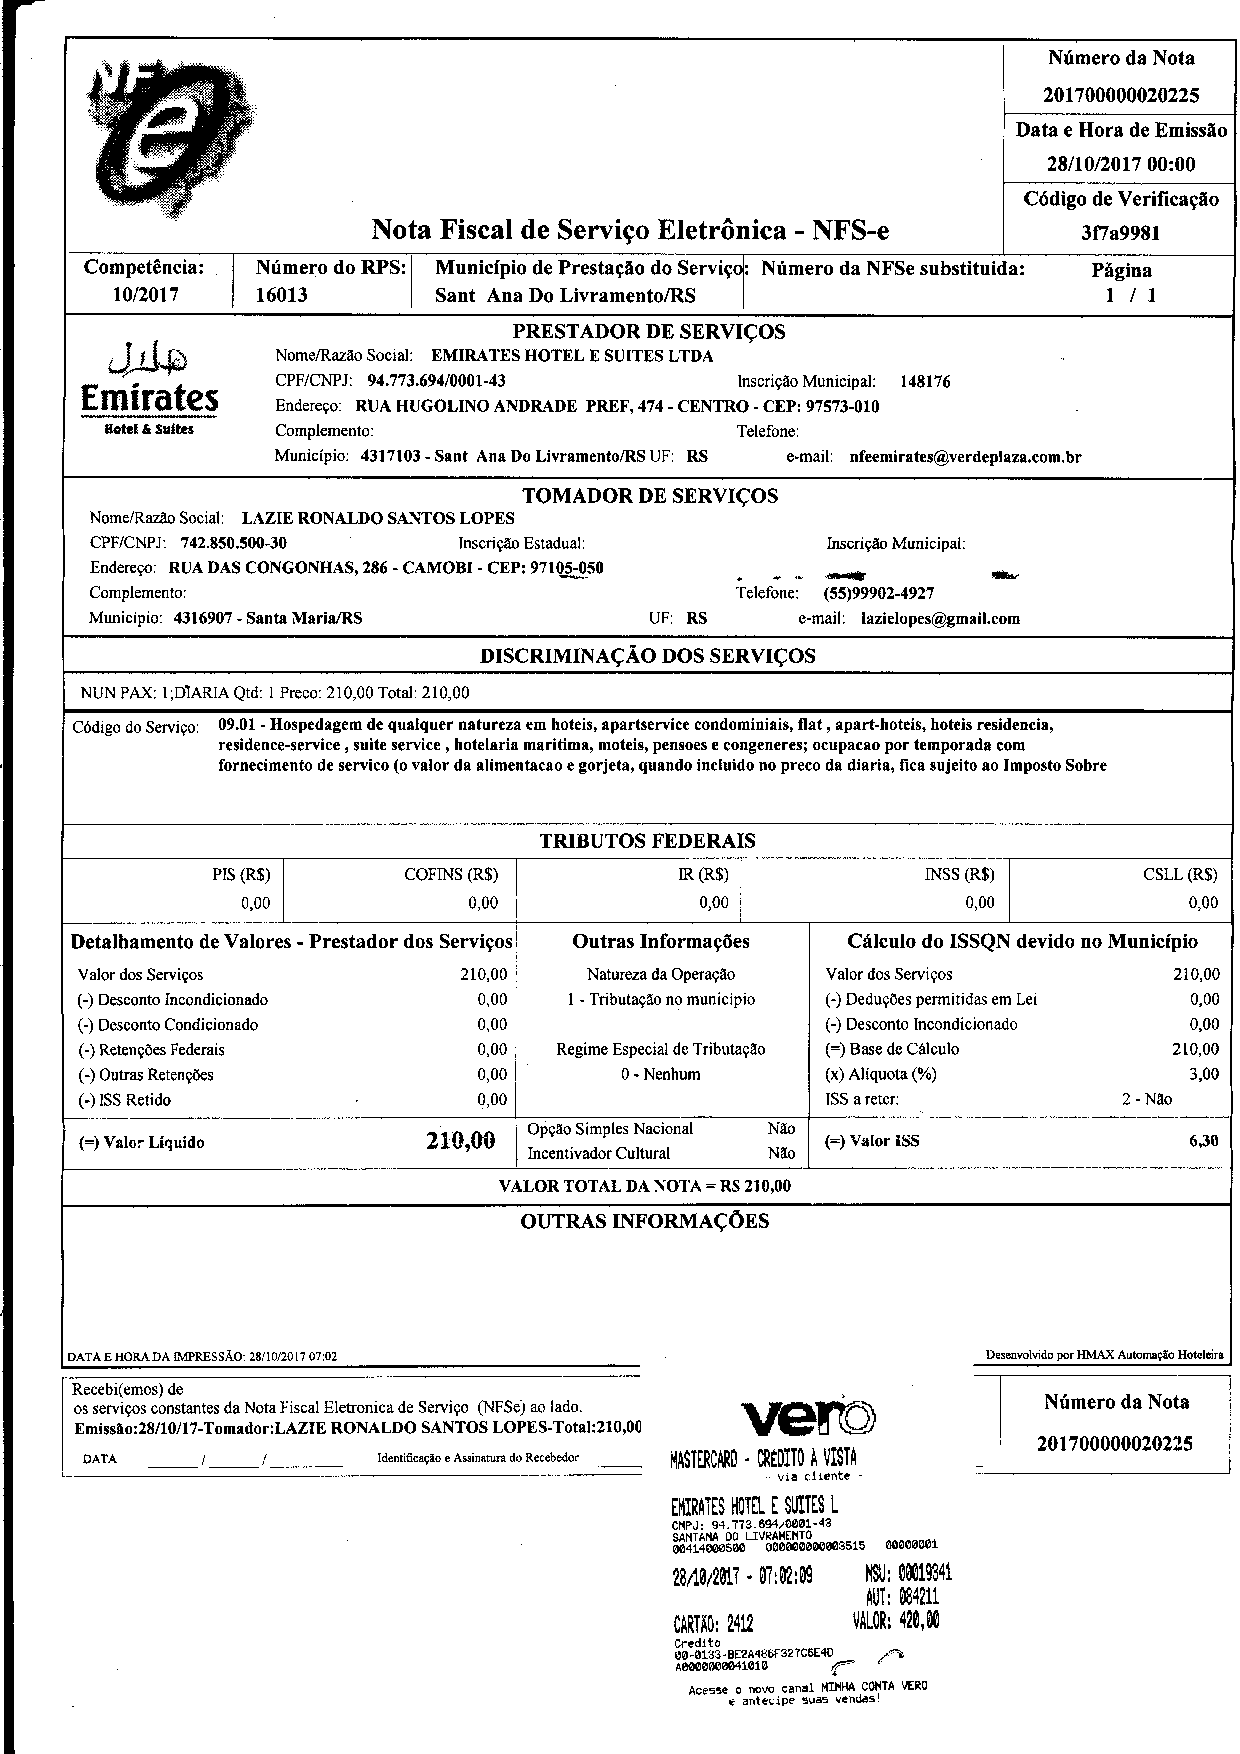 NF
e
Número da Nota
201700000020225
Data e Hora de Emissão
28/10/2017 00:00
Código de Verificação
3f7a9981
Nota Fiscal de Serviço Eletrônica - NFS-e
Competência: Número do RPS: Município de Prestação do Serviço: Número da NFSe substituída: Página
10/2017 16013 Sant Ana Do Livramento/RS 1 / 1
PRESTADOR DE SERVIÇOS
Emirates
Hotel & Suites
Nome/Razão Social: EMIRATES HOTEL E SUITES LTDA
CPF/CNPJ: 94.773.694/0001-43 Inscrição Municipal: 148176
Endereço: RUA HUGOLINO ANDRADE PREF, 474 - CENTRO - CEP: 97573-010
Complemento: Telefone:
Município: 4317103 - Sant Ana Do Livramento/RS UF: RS e-mail: nfeemirates@verdeplaza.com.br
TOMADOR DE SERVIÇOS
Nome/Razão Social: LAZIE RONALDO SANTOS LOPES
CPF/CNPJ: 742.850.500-30 Inscrição Estadual: Inscrição Municipal:
Endereço: RUA DAS CONGONHAS, 286 - CAMOBI - CEP: 97105-050
Complemento: Telefone: (55)99902-4927
Município: 4316907 - Santa Maria/RS UF: RS e-mail: lazielopes@gmail.com
DISCRIMINAÇÃO DOS SERVIÇOS
NUN PAX: 1;DIARIA Qtd: 1 Preco: 210,00 Total: 210,00
Código do Serviço: 09.01 - Hospedagem de qualquer natureza em hoteis, apartservice condominiais, flat , apart-hoteis, hoteis residencia,
residence-service , suite service , hotelaria maritima, moteis, pensoes e congeneres; ocupacao por temporada com
fornecimento de servico (o valor da alimentacao e gorjeta, quando incluido no preco da diaria, fica sujeito ao Imposto Sobre
TRIBUTOS FEDERAIS
PIS (R$) COFINS (R$) IR (R$) INSS (R$) CSLL (R$)
0,00 0,00 0,00 0,00 0,00
Detalhamento de Valores - Prestador dos Serviços Outras Informações Cálculo do ISSQN devido no Município
Valor dos Serviços 210,00 Natureza da Operação Valor dos Serviços 210,00
(-) Desconto Incondicionado 0,00 1 - Tributação no município (-) Deduções permitidas em Lei 0,00
(-) Desconto Condicionado 0,00 (-) Desconto Incondicionado 0,00
(-) Retenções Federais 0,00 Regime Especial de Tributação (=) Base de Cálculo 210,00
(-) Outras Retenções 0,00 0 - Nenhum (x) Alíquota (%) 3,00
(-) ISS Retido 0,00 ISS a reter: 2 - Não
(=) Valor Líquido 210,00 Opção Simples Nacional Não (=) Valor ISS 6,30
Incentivador Cultural Não
VALOR TOTAL DA NOTA = R$ 210,00
OUTRAS INFORMAÇÕES
DATA E HORA DA IMPRESSÃO: 28/10/2017 07:02 Desenvolvido por HMAX Automação Hoteleira
Recebi(emos) de
os serviços constantes da Nota Fiscal Eletronica de Serviço (NFSe) ao lado.
Emissão:28/10/17-Tomador:LAZIE RONALDO SANTOS LOPES-Total:210,00
DATA / / Identificação e Assinatura do Recebedor
Número da Nota
201700000020225
vero
MASTERCARD - CREDITO A VISTA
- via cliente -
EMIRATES HOTEL E SUITES L
CNPJ: 94.773.694/0001-43
SANTANA DO LIVRAMENTO
00414000500 000000000003515 00000001
28/10/2017 - 07:02:09 NSU: 00019341
AUT: 084211
CARTÃO: 2412 VALOR: 420,00
Credito
00-0133-BE2A486F327C6E4D
A0000000041010
Acesse o novo canal MINHA CONTA VERO
e antecipe suas vendas!